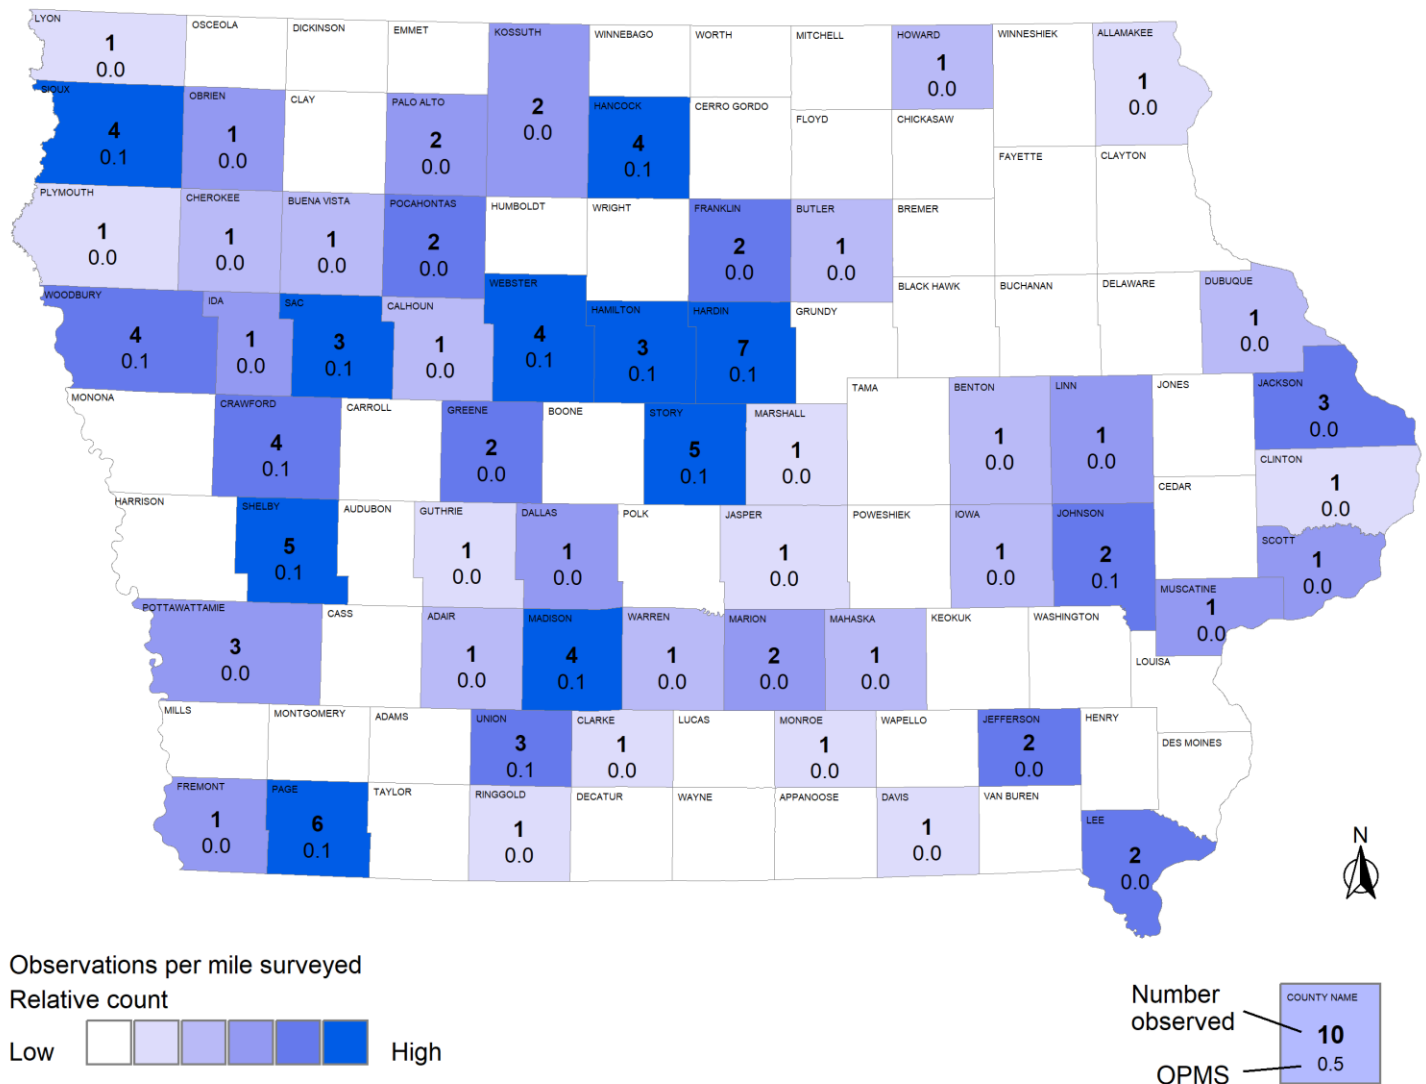 LYON
1
0.0
OSCEOLA
DICKINSON
EMMET
KOSSUTH
2
0.0
WINNEBAGO
WORTH
MITCHELL
HOWARD
1
0.0
WINNESHIEK
ALLAMAKEE
1
0.0
SIOUX
4
0.1
OBRIEN
1
0.0
CLAY
PALO ALTO
2
0.0
HANCOCK
4
0.1
CERRO GORDO
FLOYD
CHICKASAW
FAYETTE
CLAYTON
PLYMOUTH
1
0.0
CHEROKEE
1
0.0
BUENA VISTA
1
0.0
POCAHONTAS
2
0.0
HUMBOLDT
WRIGHT
FRANKLIN
2
0.0
BUTLER
1
0.0
BREMER
WOODBURY
4
0.1
IDA
1
0.0
SAC
3
0.1
CALHOUN
1
0.0
WEBSTER
4
0.1
HAMILTON
3
0.1
HARDIN
7
0.1
GRUNDY
BLACK HAWK
BUCHANAN
DELAWARE
DUBUQUE
1
0.0
MONONA
CRAWFORD
4
0.1
CARROLL
GREENE
2
0.0
BOONE
STORY
5
0.1
MARSHALL
1
0.0
TAMA
BENTON
1
0.0
LINN
1
0.0
JONES
JACKSON
3
0.0
CLINTON
1
0.0
CEDAR
HARRISON
SHELBY
5
0.1
AUDUBON
GUTHRIE
1
0.0
DALLAS
1
0.0
POLK
JASPER
1
0.0
POWESHIEK
IOWA
1
0.0
JOHNSON
2
0.1
SCOTT
1
0.0
MUSCATINE
1
0.0
POTTAWATTAMIE
3
0.0
CASS
ADAIR
1
0.0
MADISON
4
0.1
WARREN
1
0.0
MARION
2
0.0
MAHASKA
1
0.0
KEOKUK
WASHINGTON
LOUISA
MILLS
MONTGOMERY
ADAMS
UNION
3
0.1
CLARKE
1
0.0
LUCAS
MONROE
1
0.0
WAPELLO
JEFFERSON
2
0.0
HENRY
DES MOINES
FREMONT
1
0.0
PAGE
6
0.1
TAYLOR
RINGGOLD
1
0.0
DECATUR
WAYNE
APPANOOSE
DAVIS
1
0.0
VAN BUREN
LEE
2
0.0
N
Observations per mile surveyed
Relative count
Low
High
Number
observed
OPMS
COUNTY NAME
10
0.5